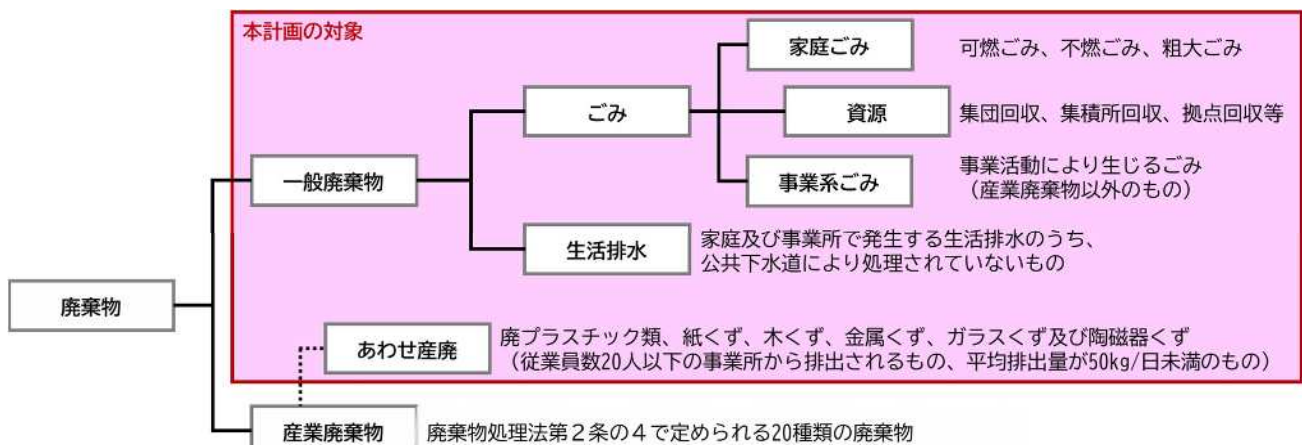 本計画の対象
家庭ごみ
可燃ごみ、不燃ごみ、粗大ごみ
ごみ
資源
集団回収、集積所回収、拠点回収等
一般廃棄物
事業系ごみ
事業活動により生じるごみ
（産業廃棄物以外のもの）
生活排水
家庭及び事業所で発生する生活排水のうち、
公共下水道により処理されていないもの
廃棄物
あわせ産廃
廃プラスチック類、紙くず、木くず、金属くず、ガラスくず及び陶磁器くず
（従業員数20人以下の事業所から排出されるもの、平均排出量が50kg/日未満のもの）
産業廃棄物
廃棄物処理法第２条の４で定められる20種類の廃棄物